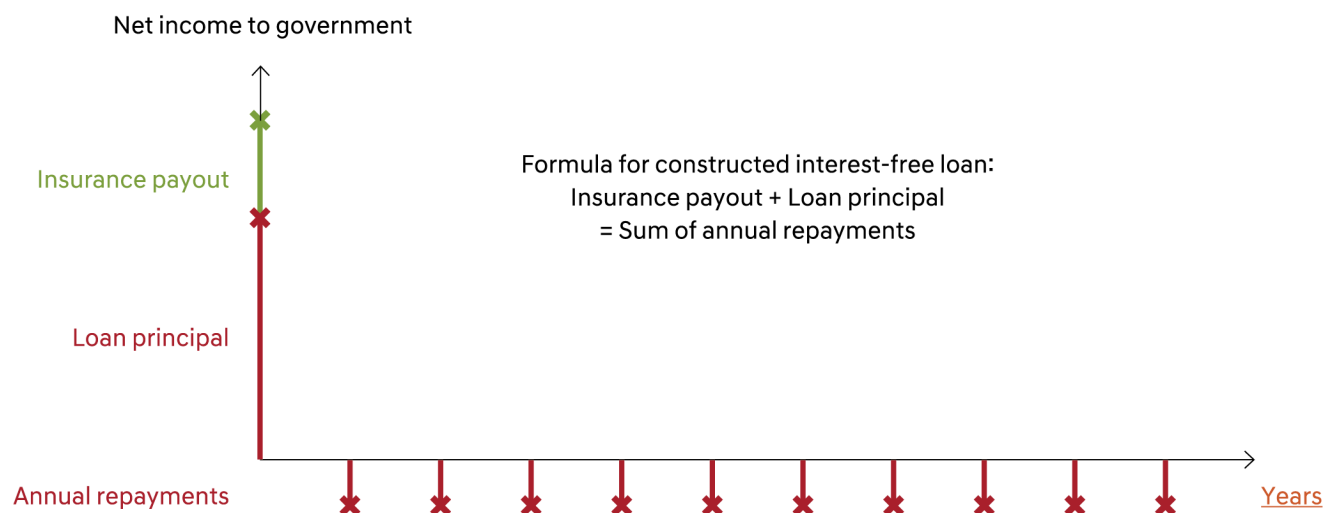 Net income to government
Insurance payout
Formula for constructed interest-free loan:
Insurance payout + Loan principal
= Sum of annual repayments
Loan principal
Annual repayments
Years